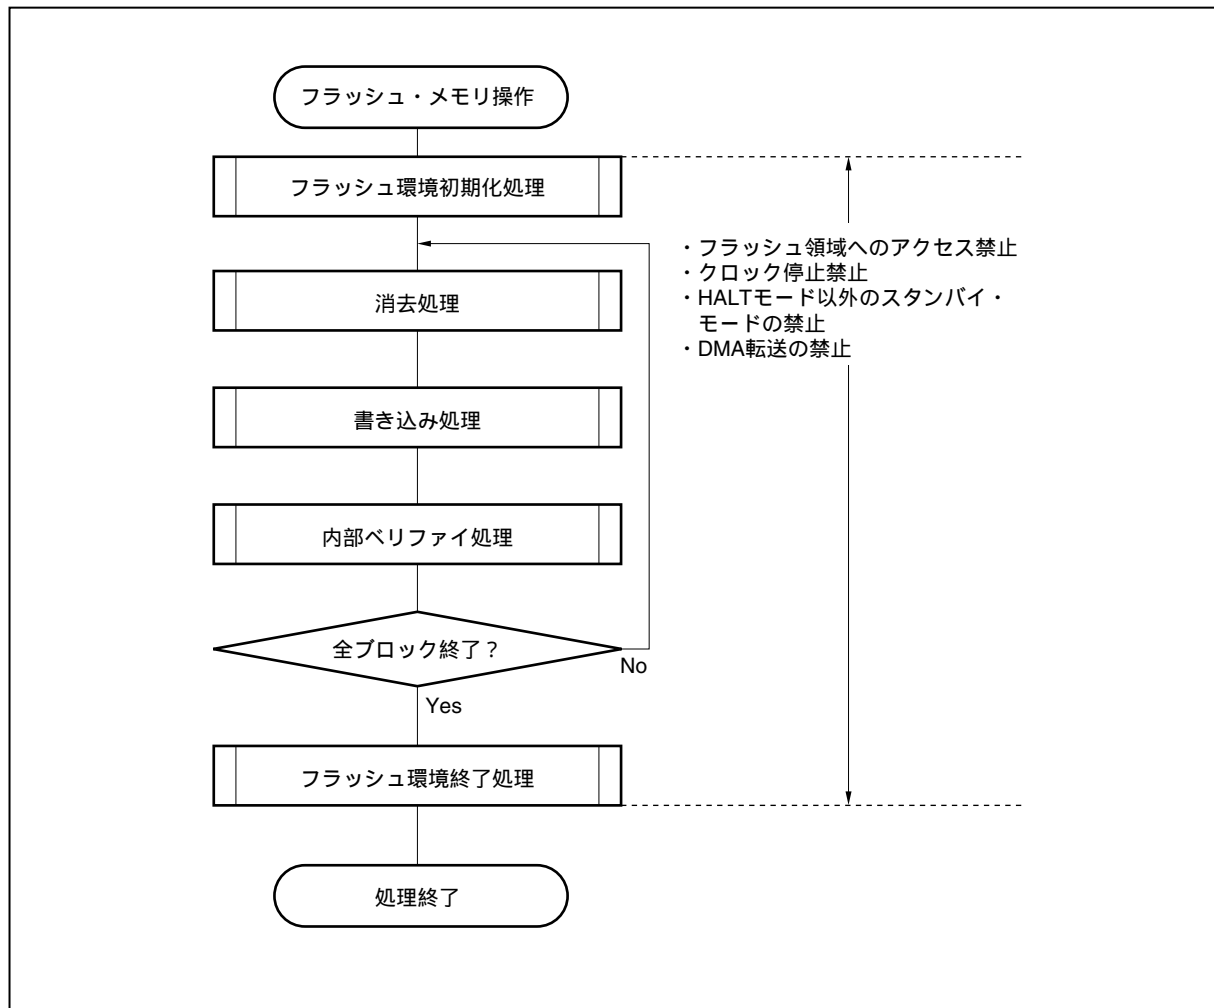 フラッシュ・メモリ操作
フラッシュ環境初期化処理
・フラッシュ領域へのアクセス禁止
・クロック停止禁止
・HALTモード以外のスタンバイ・
モードの禁止
・DMA転送の禁止
消去処理
書き込み処理
内部ベリファイ処理
全ブロック終了？
No
Yes
フラッシュ環境終了処理
処理終了